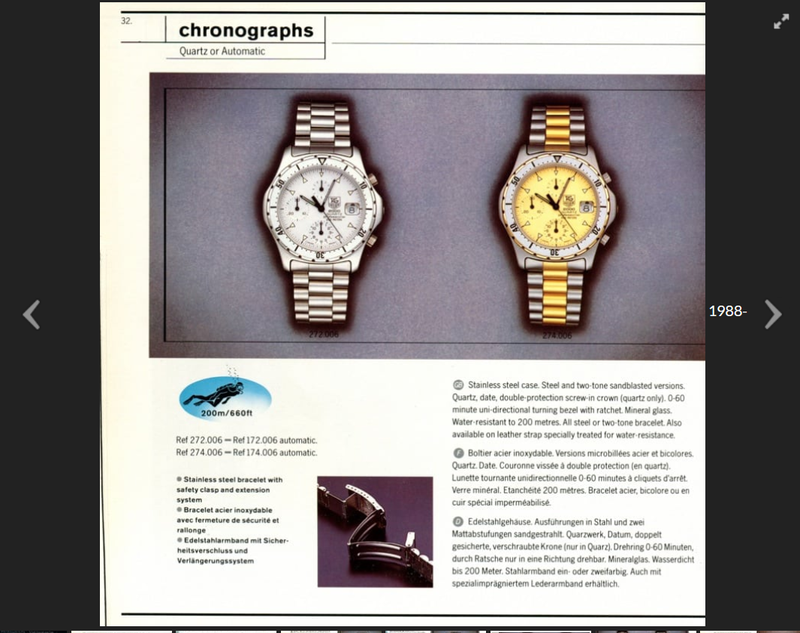 32.
chronographs
Quartz or Automatic
272.006
274.006
1988-
200m/660ft
Ref 272.006 — Ref 172.006 automatic.
Ref 274.006 — Ref 174.006 automatic.
● Stainless steel bracelet with
safety clasp and extension
system
● Bracelet acier inoxydable
avec fermeture de sécurité et
rallonge
● Edelstahlarmband mit Sicher-
heitsverschluss und
Verlängerungssystem
GB Stainless steel case. Steel and two-tone sandblasted versions.
Quartz, date, double-protection screw-in crown (quartz only). 0-60
minute uni-directional turning bezel with ratchet. Mineral glass.
Water-resistant to 200 metres. All steel or two-tone bracelet. Also
available on leather strap specially treated for water-resistance.
F Boîtier acier inoxydable. Versions microbillées acier et bicolores.
Quartz. Date. Couronne vissée à double protection (en quartz).
Lunette tournante unidirectionnelle 0-60 minutes à cliquets d'arrêt.
Verre minéral. Etanchéité 200 mètres. Bracelet acier, bicolore ou en
cuir spécial imperméabilisé.
D Edelstahlgehäuse. Ausführungen in Stahl und zwei
Mattabstufungen sandgestrahlt. Quarzwerk, Datum, doppelt
gesicherte, verschraubte Krone (nur in Quarz). Drehring 0-60 Minuten,
durch Ratsche nur in eine Richtung drehbar. Mineralglas. Wasserdicht
bis 200 Meter. Stahlarmband ein- oder zweifarbig. Auch mit
spezialimprägniertem Lederarmband erhältlich.